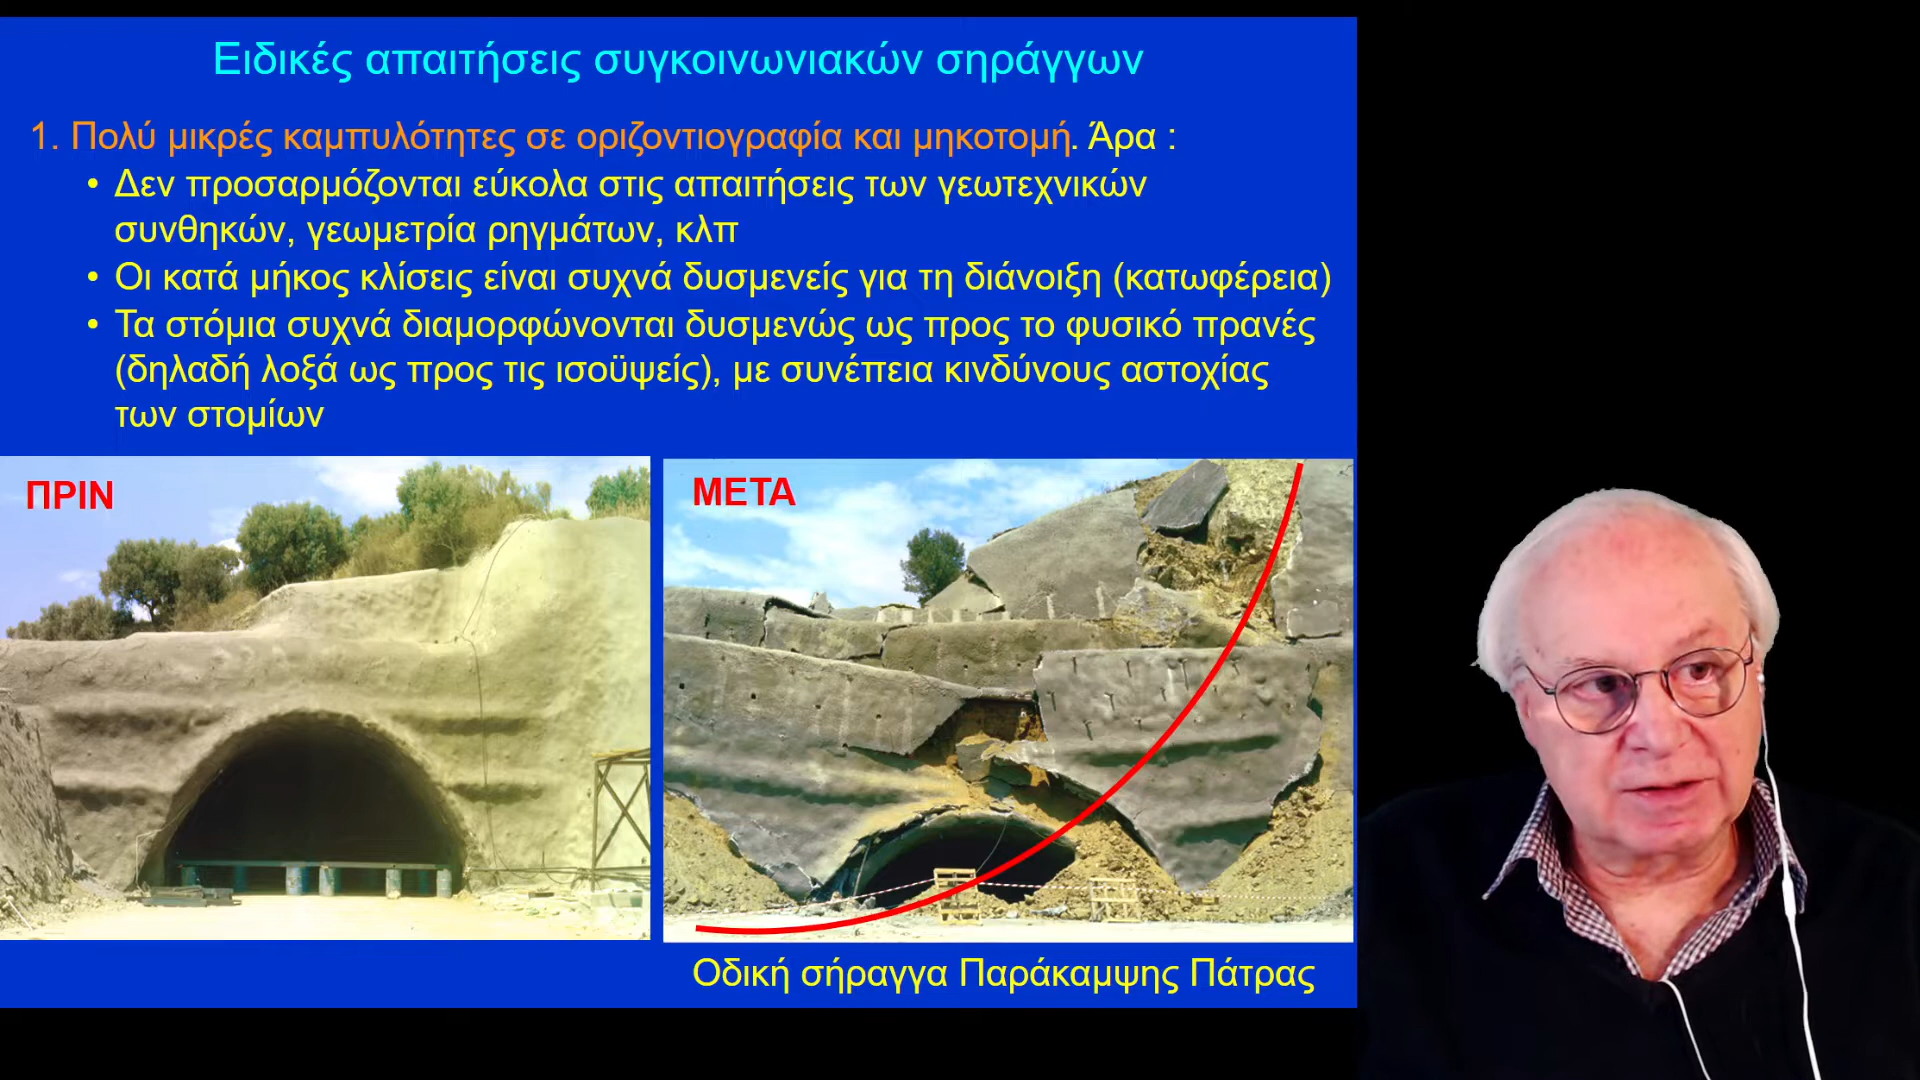 Ειδικές απαιτήσεις συγκοινωνιακών σηράγγων
1. Πολύ μικρές καμπυλότητες σε οριζοντιογραφία και μηκοτομή. Άρα :
• Δεν προσαρμόζονται εύκολα στις απαιτήσεις των γεωτεχνικών
συνθηκών, γεωμετρία ρηγμάτων, κλπ
• Οι κατά μήκος κλίσεις είναι συχνά δυσμενείς για τη διάνοιξη (κατωφέρεια)
• Τα στόμια συχνά διαμορφώνονται δυσμενώς ως προς το φυσικό πρανές
(δηλαδή λοξά ως προς τις ισοϋψείς), με συνέπεια κινδύνους αστοχίας
των στομίων
ΠΡΙΝ
ΜΕΤΑ
Οδική σήραγγα Παράκαμψης Πάτρας